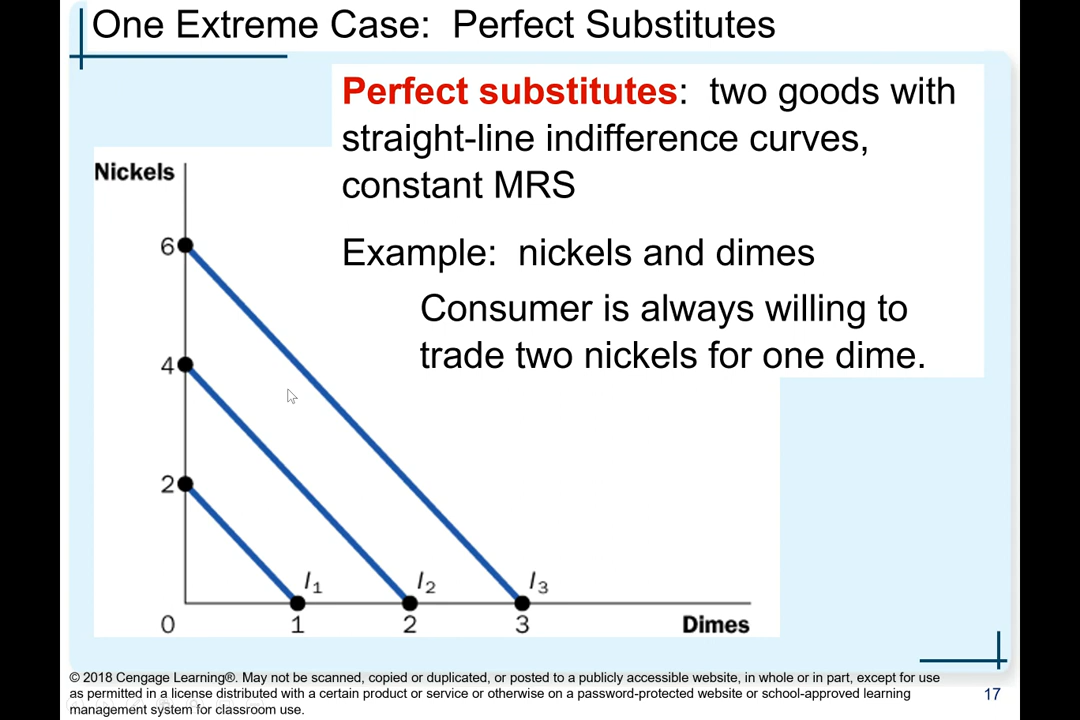 One Extreme Case: Perfect Substitutes
Perfect substitutes: two goods with
straight-line indifference curves,
constant MRS
Example: nickels and dimes
Consumer is always willing to
trade two nickels for one dime.
Nickels
6
4
2
I1
I2
I3
0
1
2
3
Dimes
© 2018 Cengage Learning®. May not be scanned, copied or duplicated, or posted to a publicly accessible website, in whole or in part, except for use
as permitted in a license distributed with a certain product or service or otherwise on a password-protected website or school-approved learning
management system for classroom use.
17